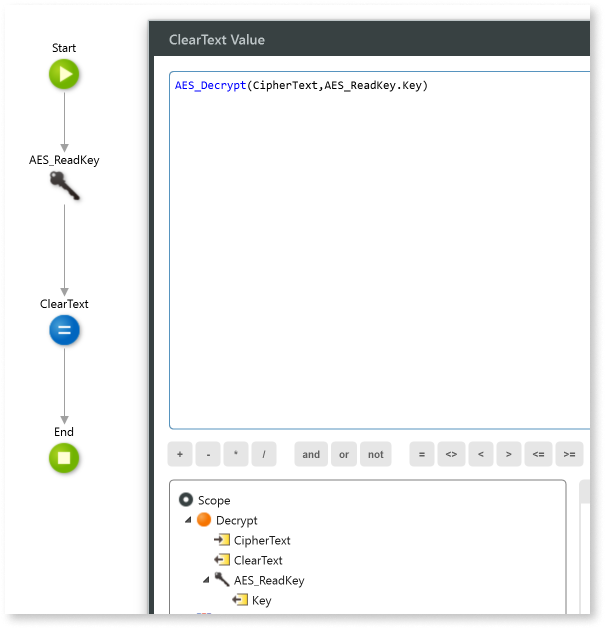 Start
AES_ReadKey
ClearText
End
ClearText Value
AES_Decrypt(CipherText,AES_ReadKey.Key)
+ - * / and or not = <> < > <= >=
Scope
Decrypt
CipherText
ClearText
AES_ReadKey
Key